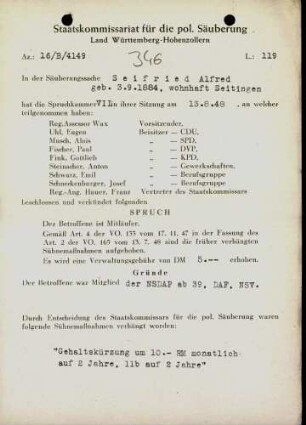 Staatskommissariat für die pol. Säuberung
Land Württemberg-Hohenzollern
Az.: 16/B/4149
346
L.: 119
In der Säuberungssache Seifried Alfred
geb. 3.9.1884, wohnhaft Seitingen
hat die Spruchkammer VII in ihrer Sitzung am 13.8.48, an welcher
teilgenommen haben:
Reg.Assessor Wax Vorsitzender,
Uhl, Eugen Beisitzer — CDU,
Musch, Alois „ — SPD,
Fischer, Paul „ — DVP,
Fink, Gottlieb „ — KPD,
Steinacher, Anton „ — Gewerkschaften,
Schwarz, Emil „ — Berufsgruppe
Schneckenburger, Josef „ — Berufsgruppe
Reg.-Ang. Hauer, Franz Vertreter des Staatskommissars
beschlossen und verkündet folgenden
SPRUCH
Der Betroffene ist Mitläufer.
Gemäß Art. 4 der VO. 133 vom 17. 11. 47 in der Fassung des
Art. 2 der VO. 165 vom 13. 7. 48 sind die früher verhängten
Sühnemaßnahmen aufgehoben.
Es wird eine Verwaltungsgebühr von DM 5.-- erhoben.
Gründe
Der Betroffene war Mitglied der NSDAP ab 39, DAF, NSV.
Durch Entscheidung des Staatskommissars für die pol. Säuberung waren
folgende Sühnemaßnahmen verhängt worden:
"Gehaltskürzung um 10.- RM monatlich
auf 2 Jahre, 11b auf 2 Jahre"